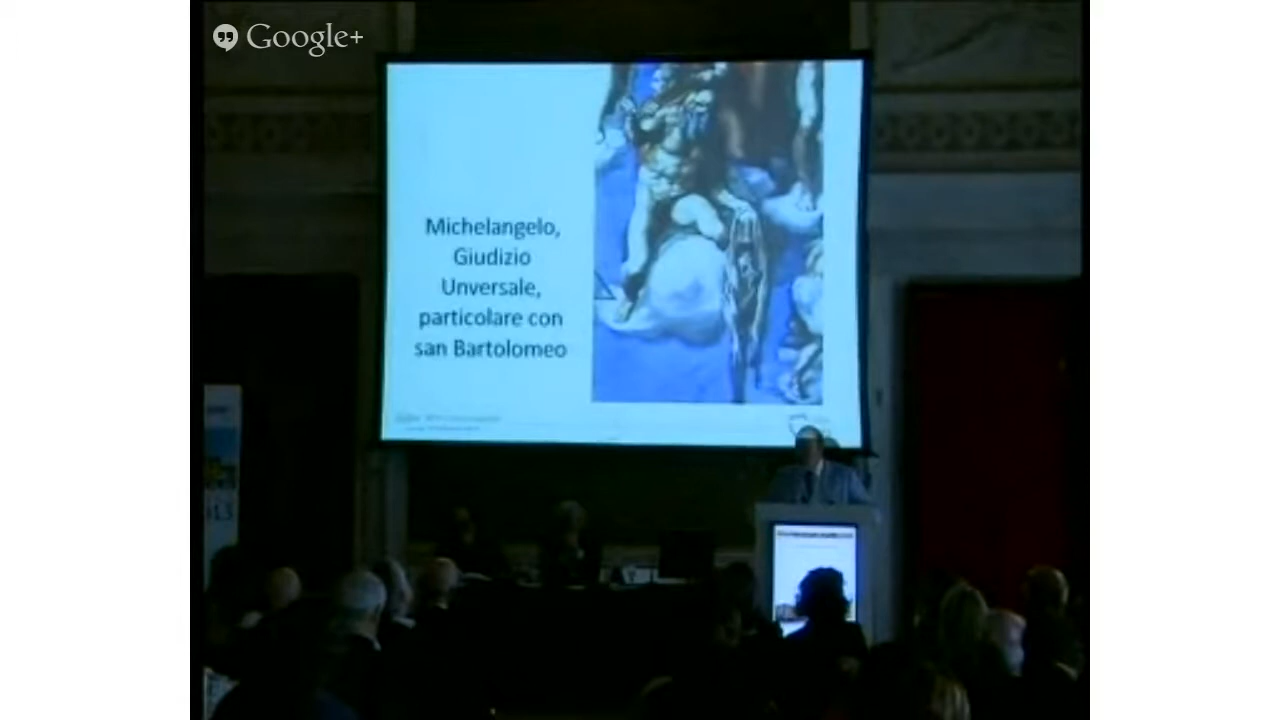 Google+
Michelangelo,
Giudizio
Unversale,
particolare con
san Bartolomeo